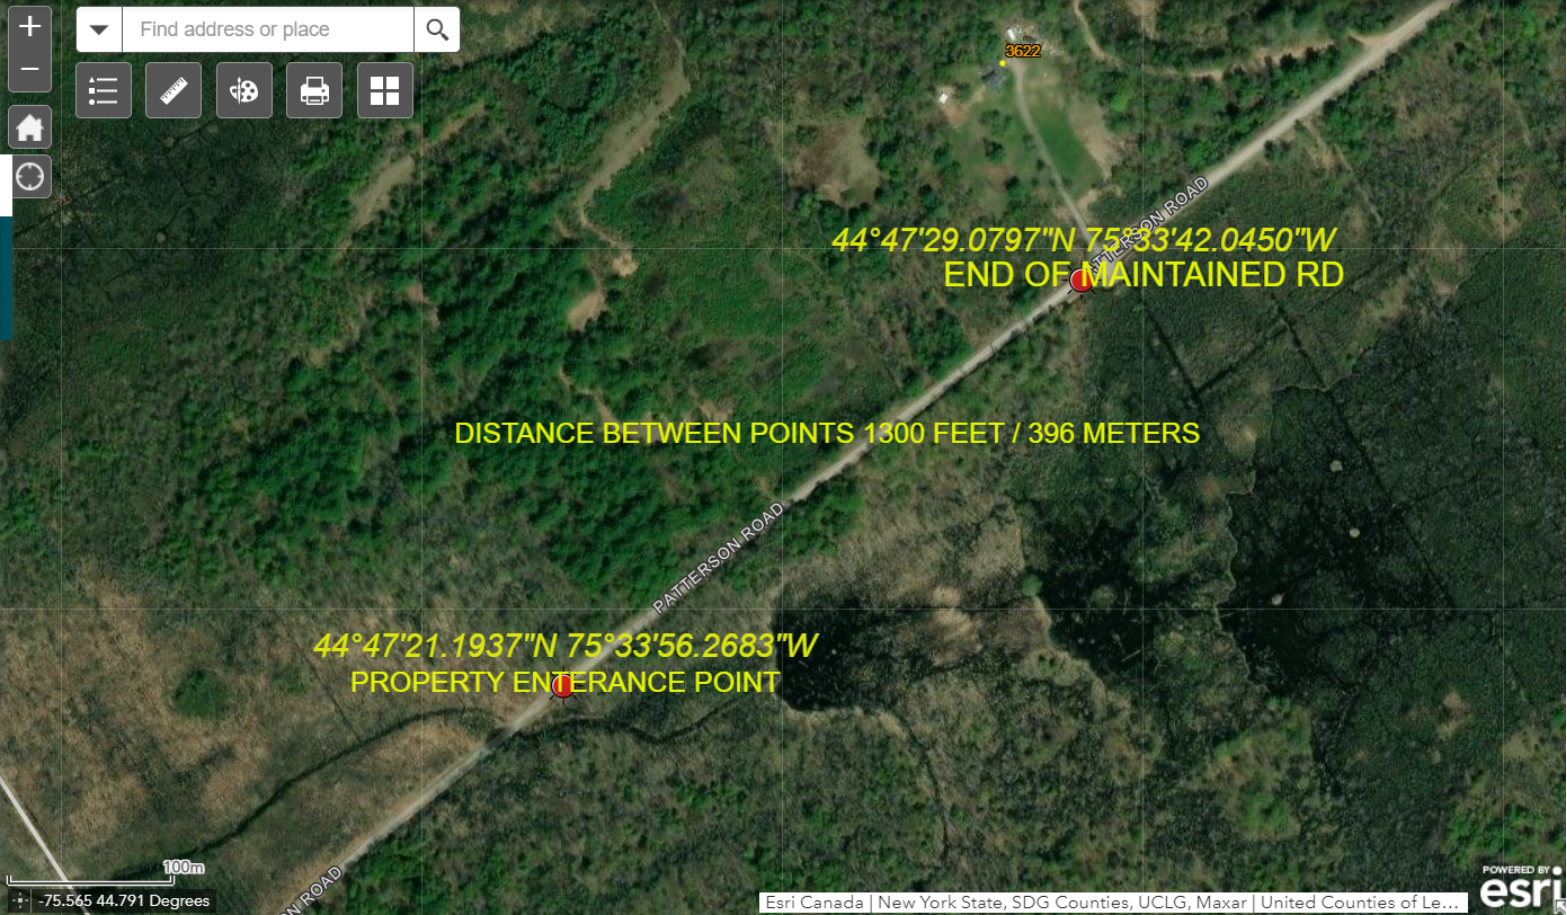 +
Find address or place
−
3622
PATTERSON ROAD
44°47'29.0797"N 75°33'42.0450"W
END OF MAINTAINED RD
DISTANCE BETWEEN POINTS 1300 FEET / 396 METERS
PATTERSON ROAD
44°47'21.1937"N 75°33'56.2683"W
PROPERTY ENTERANCE POINT
100m
ON ROAD
-75.565 44.791 Degrees
Esri Canada | New York State, SDG Counties, UCLG, Maxar | United Counties of Le...
POWERED BY
esri